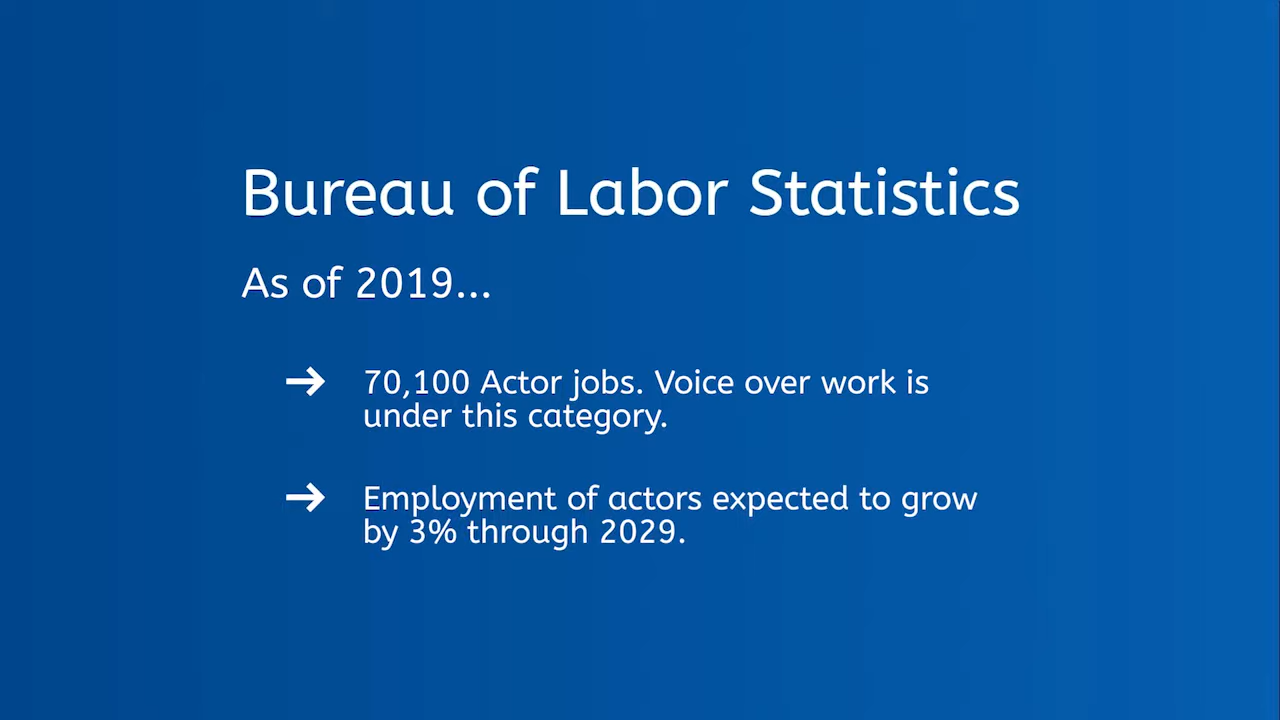 Bureau of Labor Statistics
As of 2019...
→ 70,100 Actor jobs. Voice over work is
under this category.
→ Employment of actors expected to grow
by 3% through 2029.